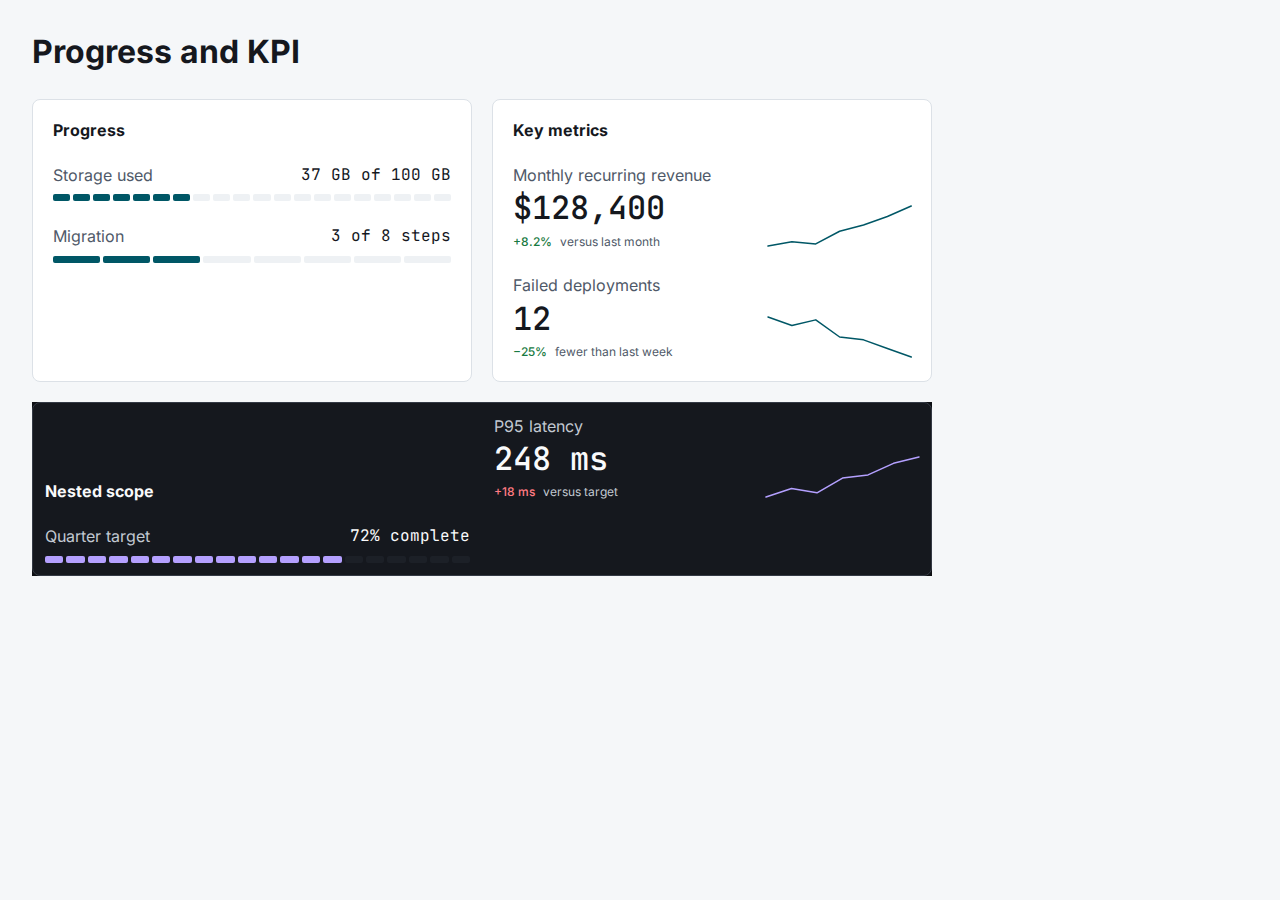 Progress and KPI
Progress
Storage used 37 GB of 100 GB
Migration 3 of 8 steps
Key metrics
Monthly recurring revenue
$128,400
+8.2% versus last month
Failed deployments
12
−25% fewer than last week
Nested scope
Quarter target 72% complete
P95 latency
248 ms
+18 ms versus target